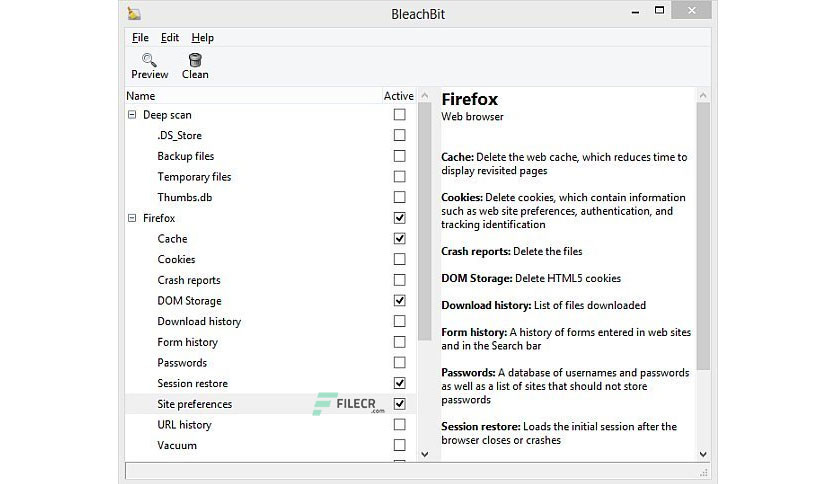 BleachBit
File Edit Help
Preview Clean
Name Active
Deep scan
.DS_Store
Backup files
Temporary files
Thumbs.db
Firefox
Cache
Cookies
Crash reports
DOM Storage
Download history
Form history
Passwords
Session restore
Site preferences
FILECR
.com
URL history
Vacuum
Firefox
Web browser
Cache: Delete the web cache, which reduces time to
display revisited pages
Cookies: Delete cookies, which contain information
such as web site preferences, authentication, and
tracking identification
Crash reports: Delete the files
DOM Storage: Delete HTML5 cookies
Download history: List of files downloaded
Form history: A history of forms entered in web sites
and in the Search bar
Passwords: A database of usernames and passwords
as well as a list of sites that should not store
passwords
Session restore: Loads the initial session after the
browser closes or crashes